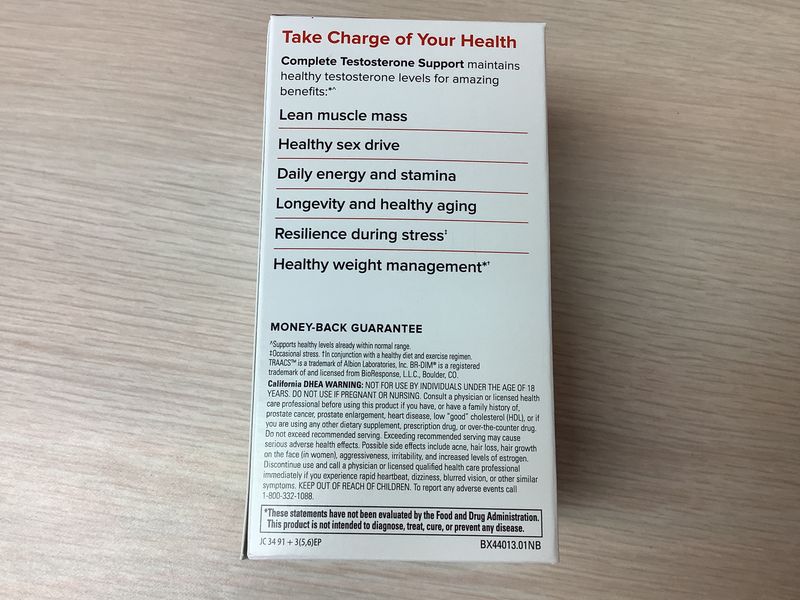 Take Charge of Your Health
Complete Testosterone Support maintains
healthy testosterone levels for amazing
benefits:*^
Lean muscle mass
Healthy sex drive
Daily energy and stamina
Longevity and healthy aging
Resilience during stress‡
Healthy weight management*†
MONEY-BACK GUARANTEE
^Supports healthy levels already within normal range.
‡Occasional stress. †In conjunction with a healthy diet and exercise regimen.
TRAACS™ is a trademark of Albion Laboratories, Inc. BR-DIM® is a registered
trademark of and licensed from BioResponse, L.L.C., Boulder, CO.
California DHEA WARNING: NOT FOR USE BY INDIVIDUALS UNDER THE AGE OF 18
YEARS. DO NOT USE IF PREGNANT OR NURSING. Consult a physician or licensed health
care professional before using this product if you have, or have a family history of,
prostate cancer, prostate enlargement, heart disease, low "good" cholesterol (HDL), or if
you are using any other dietary supplement, prescription drug, or over-the-counter drug.
Do not exceed recommended serving. Exceeding recommended serving may cause
serious adverse health effects. Possible side effects include acne, hair loss, hair growth
on the face (in women), aggressiveness, irritability, and increased levels of estrogen.
Discontinue use and call a physician or licensed qualified health care professional
immediately if you experience rapid heartbeat, dizziness, blurred vision, or other similar
symptoms. KEEP OUT OF REACH OF CHILDREN. To report any adverse events call
1-800-332-1088.
*These statements have not been evaluated by the Food and Drug Administration.
This product is not intended to diagnose, treat, cure, or prevent any disease.
JC 34 91 + 3(5,6)EP
BX44013.01NB